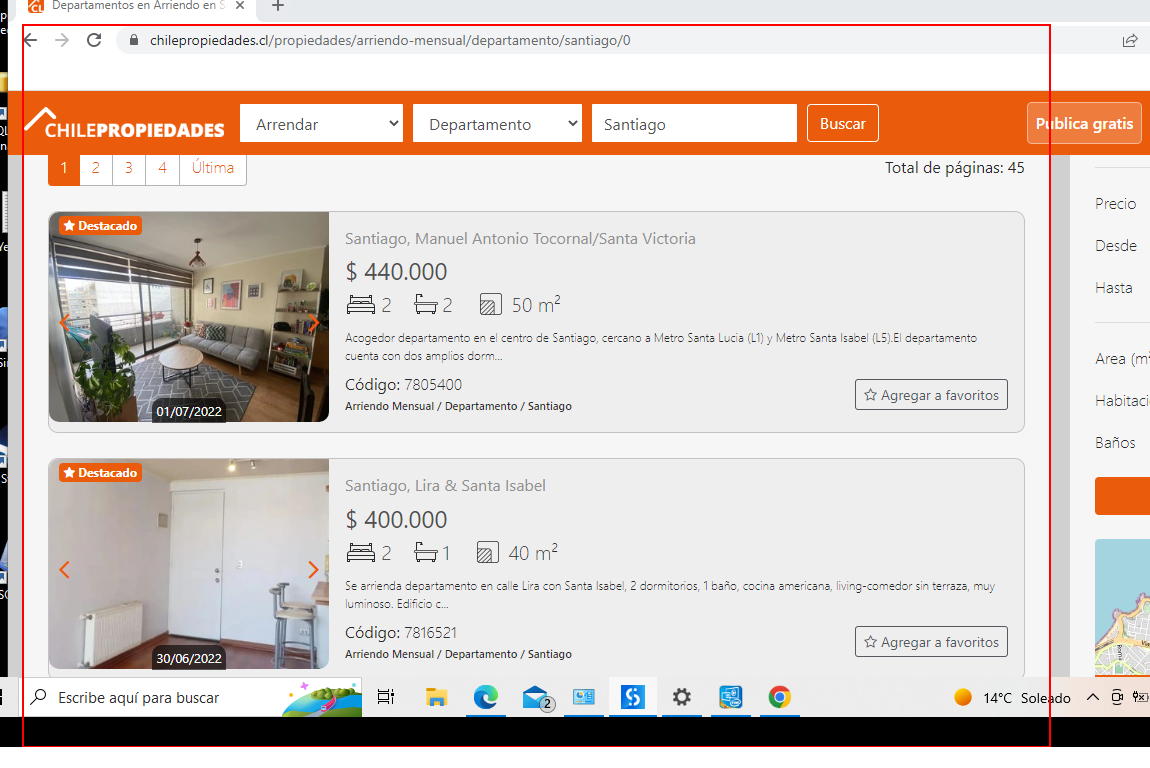 Departamentos en Arriendo en S
chilepropiedades.cl/propiedades/arriendo-mensual/departamento/santiago/0
CHILEPROPIEDADES
Arrendar
Departamento
Santiago
Buscar
Publica gratis
1 2 3 4 Última
Total de páginas: 45
Destacado
01/07/2022
Santiago, Manuel Antonio Tocornal/Santa Victoria
$ 440.000
2 2 50 m²
Acogedor departamento en el centro de Santiago, cercano a Metro Santa Lucia (L1) y Metro Santa Isabel (L5).El departamento
cuenta con dos amplios dorm...
Código: 7805400
Arriendo Mensual / Departamento / Santiago
Agregar a favoritos
Destacado
30/06/2022
Santiago, Lira & Santa Isabel
$ 400.000
2 1 40 m²
Se arrienda departamento en calle Lira con Santa Isabel, 2 dormitorios, 1 baño, cocina americana, living-comedor sin terraza, muy
luminoso. Edificio c...
Código: 7816521
Arriendo Mensual / Departamento / Santiago
Agregar a favoritos
Precio
Desde
Hasta
Area (m²
Habitaci
Baños
Escribe aquí para buscar
2
14°C Soleado